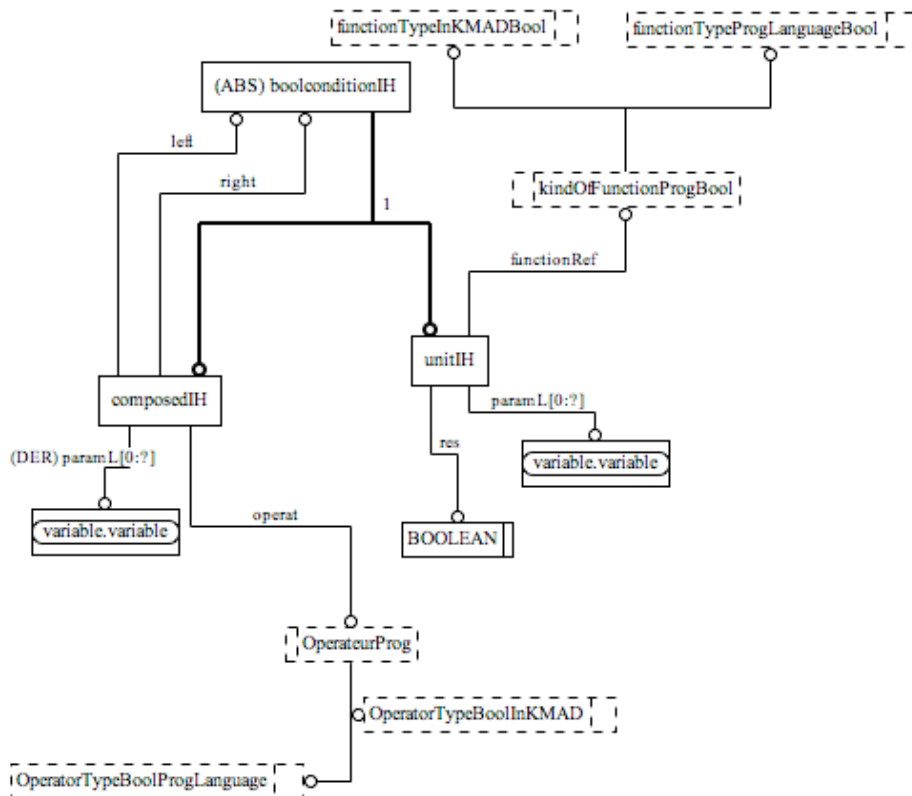 functionTypeInKMADBool
functionTypeProgLanguageBool
(ABS) boolconditionIH
left
right
kindOfFunctionProgBool
1
functionRef
unitIH
composedIH
paramL[0:?]
res
(DER) paramL[0:?]
variable.variable
operat
variable.variable
BOOLEAN
OperateurProg
OperatorTypeBoolInKMAD
OperatorTypeBoolProgLanguage